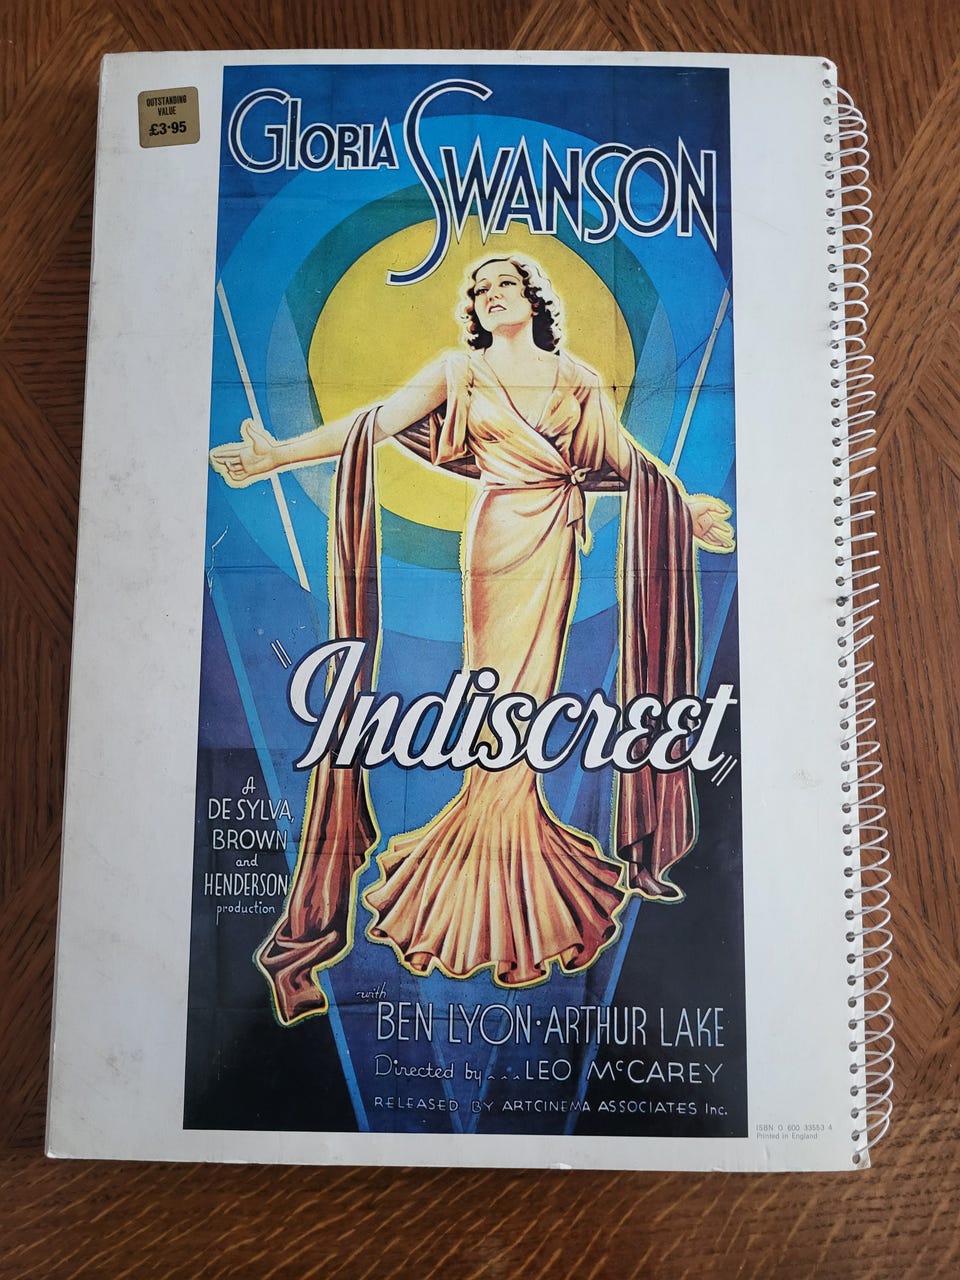 OUTSTANDING
VALUE
£3·95
GLORIA SWANSON
"Indiscreet"
A
DE SYLVA,
BROWN
and
HENDERSON
production
with
BEN LYON · ARTHUR LAKE
Directed by....LEO McCAREY
RELEASED BY ARTCINEMA ASSOCIATES Inc.
ISBN 0 600 33553 4
Printed in England